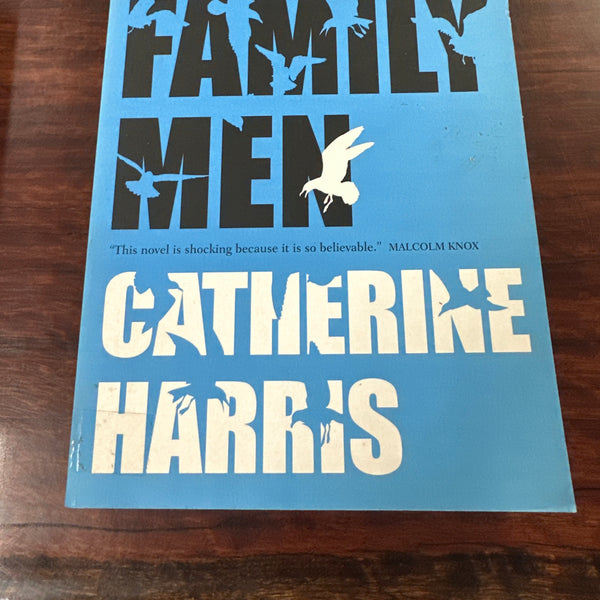 FAMILY
MEN
“This novel is shocking because it is so believable.” MALCOLM KNOX
CATHERINE
HARRIS